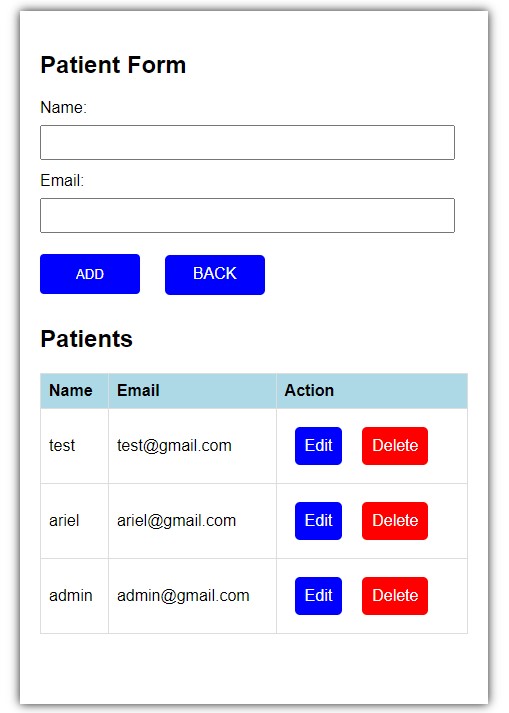 Patient Form
Name:
Email:
ADD BACK
Patients
Name Email Action
test test@gmail.com Edit Delete
ariel ariel@gmail.com Edit Delete
admin admin@gmail.com Edit Delete